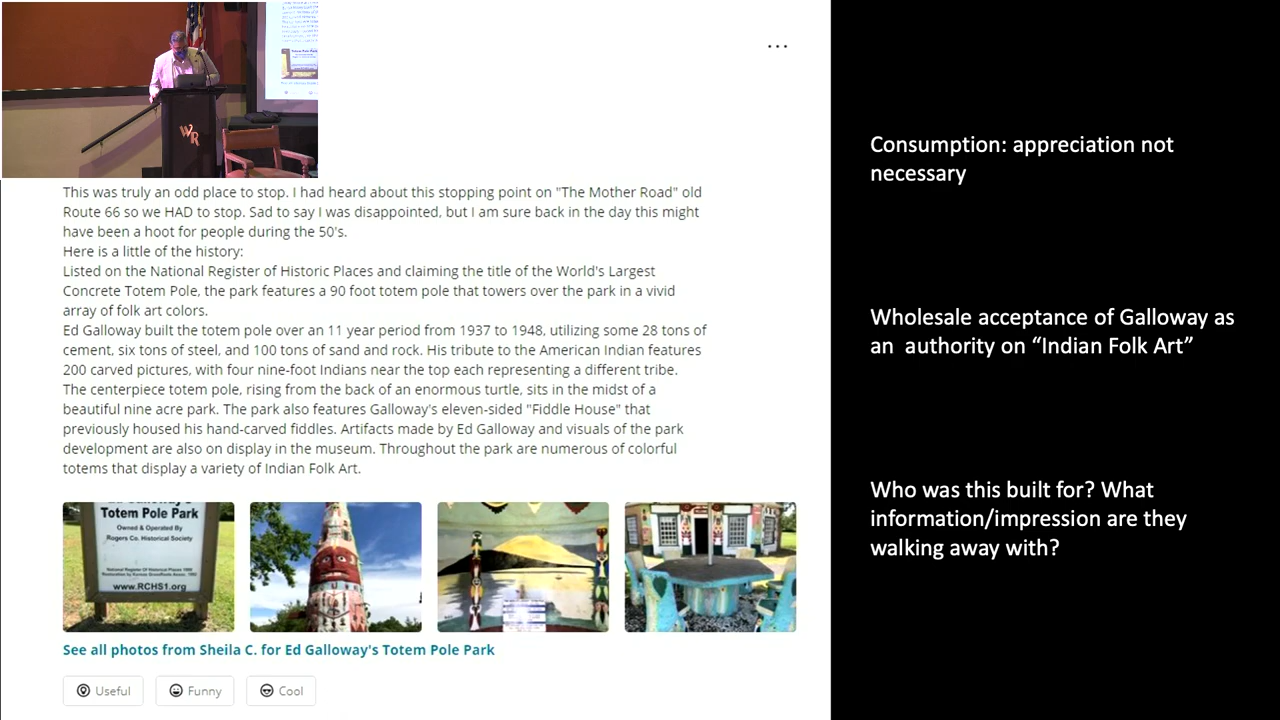 WR
This was truly an odd place to stop. I had heard about this stopping point on "The Mother Road" old
Route 66 so we HAD to stop. Sad to say I was disappointed, but I am sure back in the day this might
have been a hoot for people during the 50's.
Here is a little of the history:
Listed on the National Register of Historic Places and claiming the title of the World's Largest
Concrete Totem Pole, the park features a 90 foot totem pole that towers over the park in a vivid
array of folk art colors.
Ed Galloway built the totem pole over an 11 year period from 1937 to 1948, utilizing some 28 tons of
cement, six tons of steel, and 100 tons of sand and rock. His tribute to the American Indian features
200 carved pictures, with four nine-foot Indians near the top each representing a different tribe.
The centerpiece totem pole, rising from the back of an enormous turtle, sits in the midst of a
beautiful nine acre park. The park also features Galloway's eleven-sided "Fiddle House" that
previously housed his hand-carved fiddles. Artifacts made by Ed Galloway and visuals of the park
development are also on display in the museum. Throughout the park are numerous of colorful
totems that display a variety of Indian Folk Art.
Ed Galloway's
Totem Pole Park
Owned & Operated By
Rogers Co. Historical Society
www.RCHS1.org
See all photos from Sheila C. for Ed Galloway's Totem Pole Park
Useful
Funny
Cool
Consumption: appreciation not
necessary
Wholesale acceptance of Galloway as
an authority on “Indian Folk Art”
Who was this built for? What
information/impression are they
walking away with?